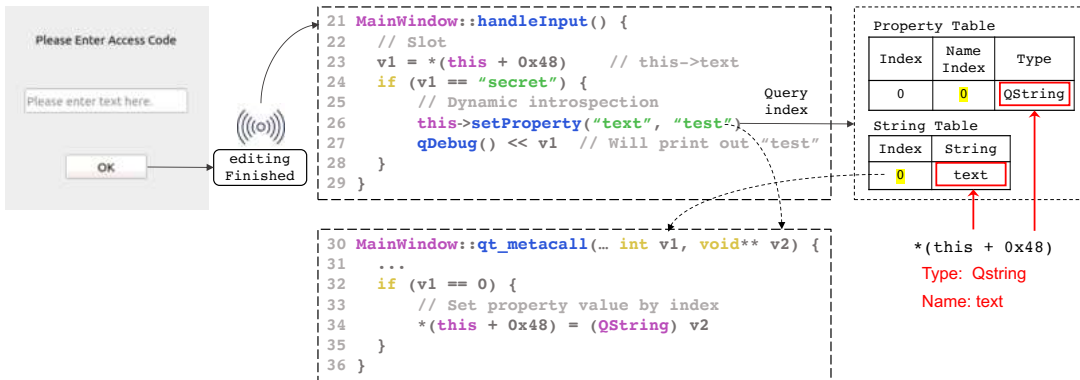 Please Enter Access Code
Please enter text here.
OK
editing
Finished
21 MainWindow::handleInput() {
22 // Slot
23 v1 = *(this + 0x48) // this->text
24 if (v1 == “secret”) {
25 // Dynamic introspection
26 this->setProperty(“text”, “test”)
27 qDebug() << v1 // Will print out “test”
28 }
29 }
Query
index
Property Table
Index Name Index Type
0 0 QString
String Table
Index String
0 text
*(this + 0x48)
Type: Qstring
Name: text
30 MainWindow::qt_metacall(… int v1, void** v2) {
31 ...
32 if (v1 == 0) {
33 // Set property value by index
34 *(this + 0x48) = (QString) v2
35 }
36 }